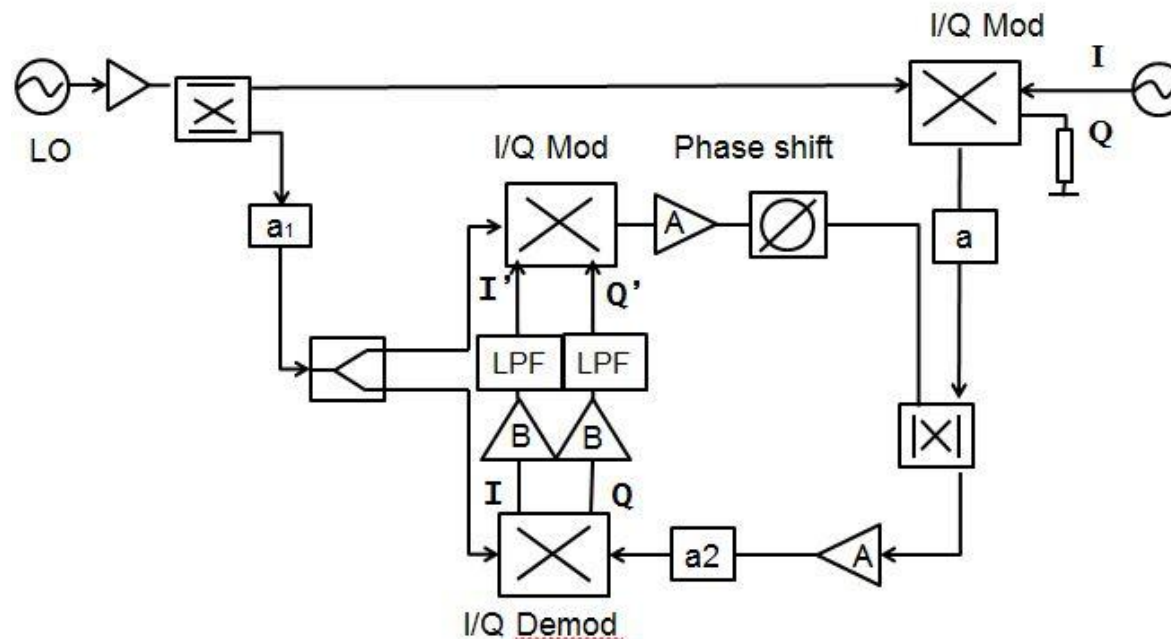 I/Q Mod
I
LO
Q
I/Q Mod
Phase shift
A
a1
a
I’
Q’
LPF
LPF
B
B
I
Q
a2
A
I/Q Demod